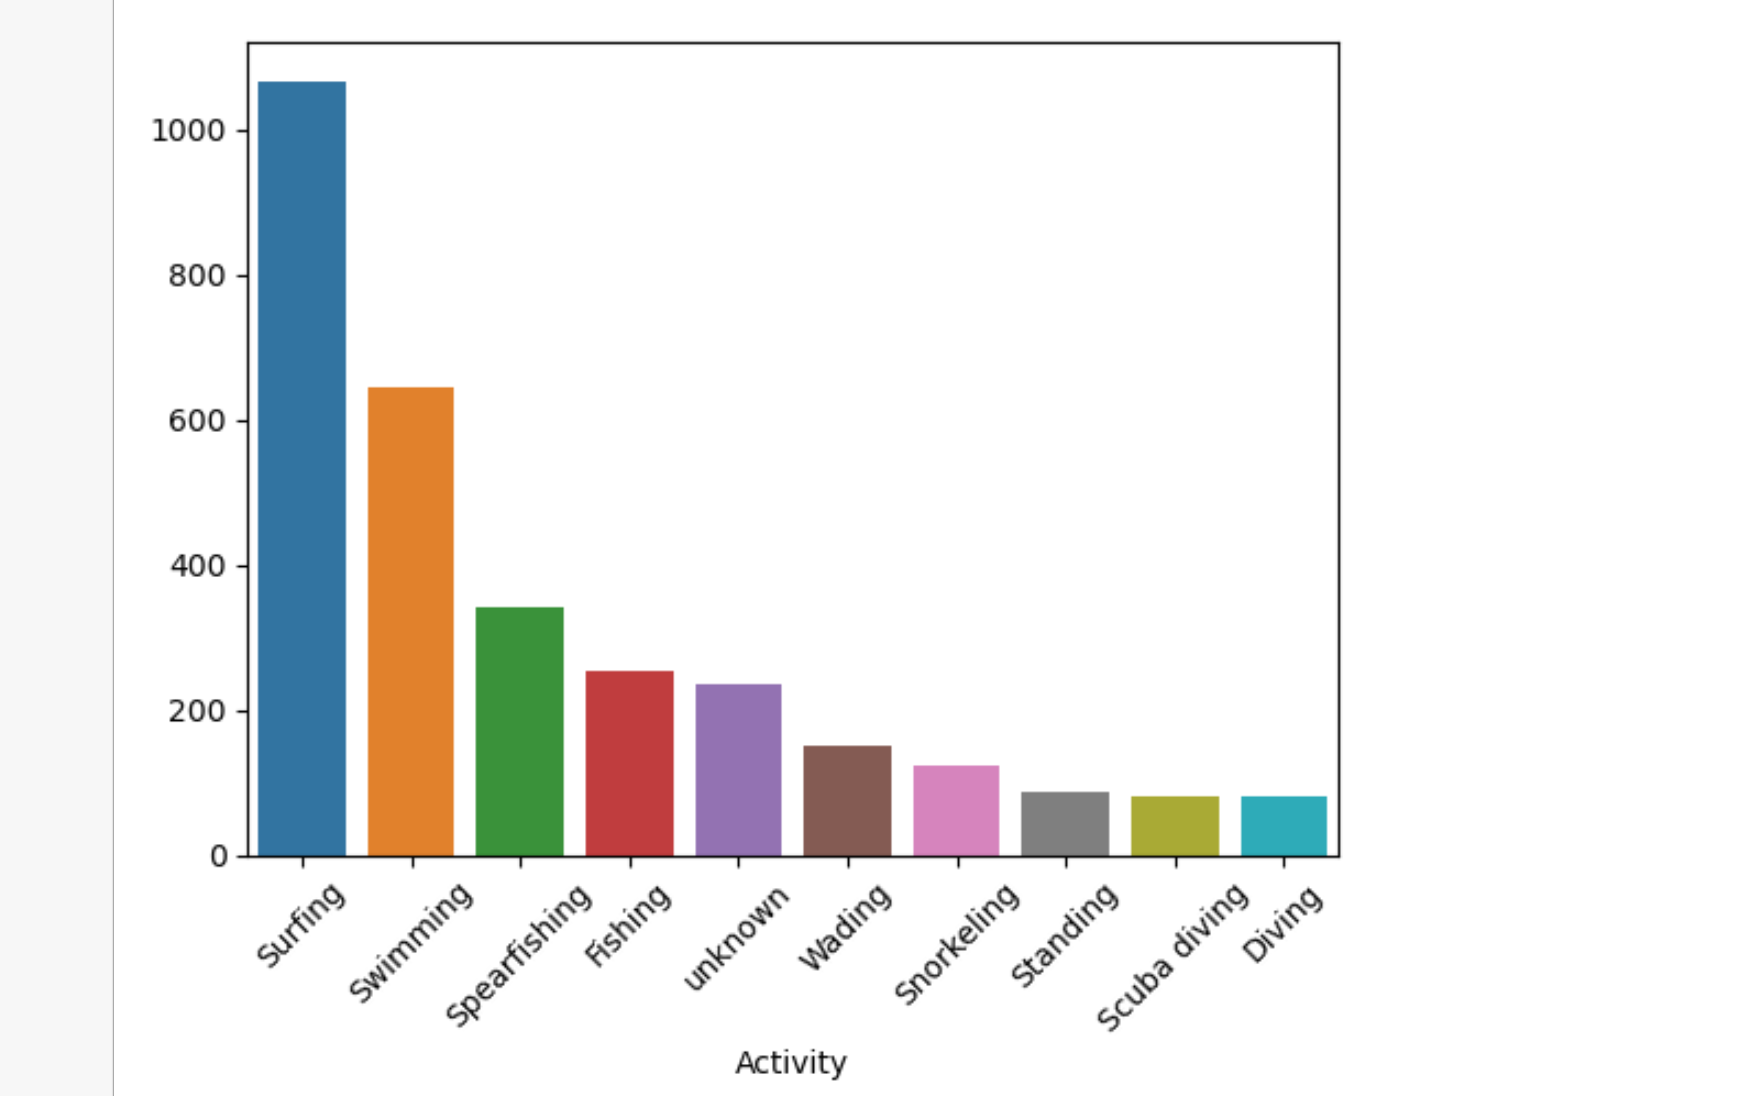 1000
800
600
400
200
0
Surfing
Swimming
Spearfishing
Fishing
unknown
Wading
Snorkeling
Standing
Scuba diving
Diving
Activity